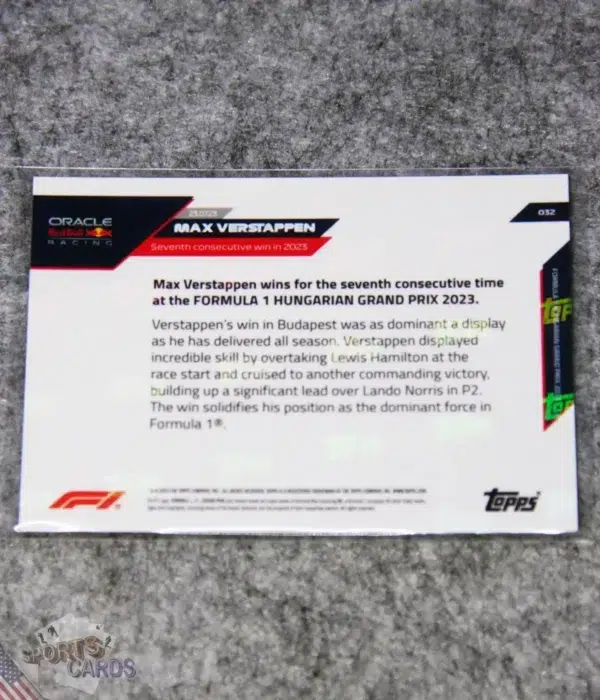 ORACLE
Red Bull
RACING
23.07.23
MAX VERSTAPPEN
Seventh consecutive win in 2023
032
Max Verstappen wins for the seventh consecutive time
at the FORMULA 1 HUNGARIAN GRAND PRIX 2023.
Verstappen's win in Budapest was as dominant a display
as he has delivered all season. Verstappen displayed
incredible skill by overtaking Lewis Hamilton at the
race start and cruised to another commanding victory,
building up a significant lead over Lando Norris in P2.
The win solidifies his position as the dominant force in
Formula 1®.
F1
topps
SPORTS
CARDS